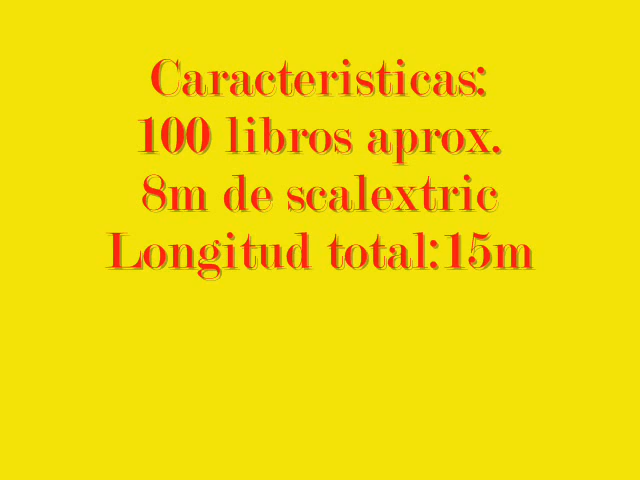 Caracteristicas:
100 libros aprox.
8m de scalextric
Longitud total:15m